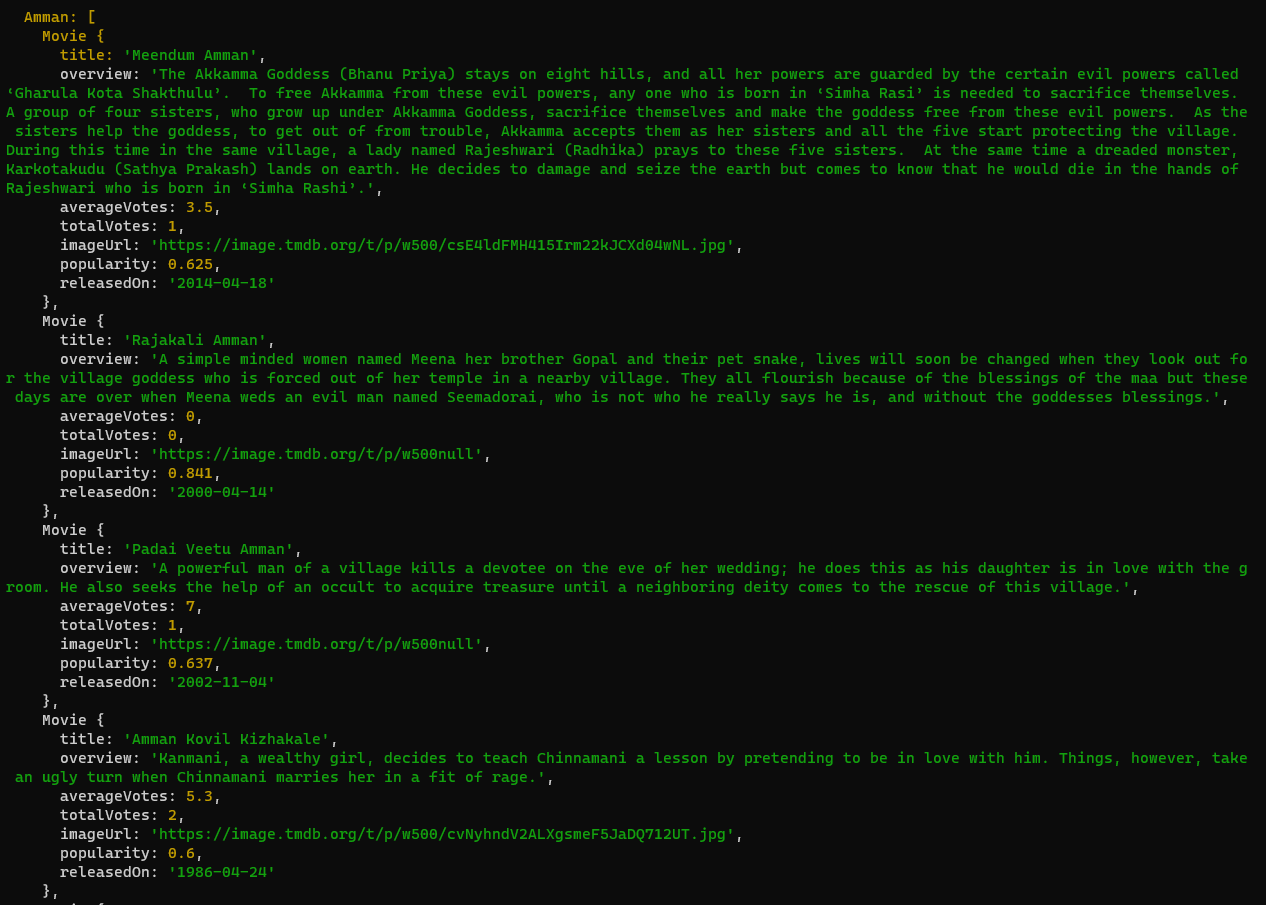 Amman: [
Movie {
title: 'Meendum Amman',
overview: 'The Akkamma Goddess (Bhanu Priya) stays on eight hills, and all her powers are guarded by the certain evil powers called
‘Gharula Kota Shakthulu’.  To free Akkamma from these evil powers, any one who is born in ‘Simha Rasi’ is needed to sacrifice themselves.
A group of four sisters, who grow up under Akkamma Goddess, sacrifice themselves and make the goddess free from these evil powers.  As the
sisters help the goddess, to get out of from trouble, Akkamma accepts them as her sisters and all the five start protecting the village.
During this time in the same village, a lady named Rajeshwari (Radhika) prays to these five sisters.  At the same time a dreaded monster,
Karkotakudu (Sathya Prakash) lands on earth. He decides to damage and seize the earth but comes to know that he would die in the hands of
Rajeshwari who is born in ‘Simha Rashi’.',
averageVotes: 3.5,
totalVotes: 1,
imageUrl: 'https://image.tmdb.org/t/p/w500/csE4ldFMH415Irm22kJCXd04wNL.jpg',
popularity: 0.625,
releasedOn: '2014-04-18'
},
Movie {
title: 'Rajakali Amman',
overview: 'A simple minded women named Meena her brother Gopal and their pet snake, lives will soon be changed when they look out fo
r the village goddess who is forced out of her temple in a nearby village. They all flourish because of the blessings of the maa but these
days are over when Meena weds an evil man named Seemadorai, who is not who he really says he is, and without the goddesses blessings.',
averageVotes: 0,
totalVotes: 0,
imageUrl: 'https://image.tmdb.org/t/p/w500null',
popularity: 0.841,
releasedOn: '2000-04-14'
},
Movie {
title: 'Padai Veetu Amman',
overview: 'A powerful man of a village kills a devotee on the eve of her wedding; he does this as his daughter is in love with the g
room. He also seeks the help of an occult to acquire treasure until a neighboring deity comes to the rescue of this village.',
averageVotes: 7,
totalVotes: 1,
imageUrl: 'https://image.tmdb.org/t/p/w500null',
popularity: 0.637,
releasedOn: '2002-11-04'
},
Movie {
title: 'Amman Kovil Kizhakale',
overview: 'Kanmani, a wealthy girl, decides to teach Chinnamani a lesson by pretending to be in love with him. Things, however, take
an ugly turn when Chinnamani marries her in a fit of rage.',
averageVotes: 5.3,
totalVotes: 2,
imageUrl: 'https://image.tmdb.org/t/p/w500/cvNyhndV2ALXgsmeF5JaDQ712UT.jpg',
popularity: 0.6,
releasedOn: '1986-04-24'
},